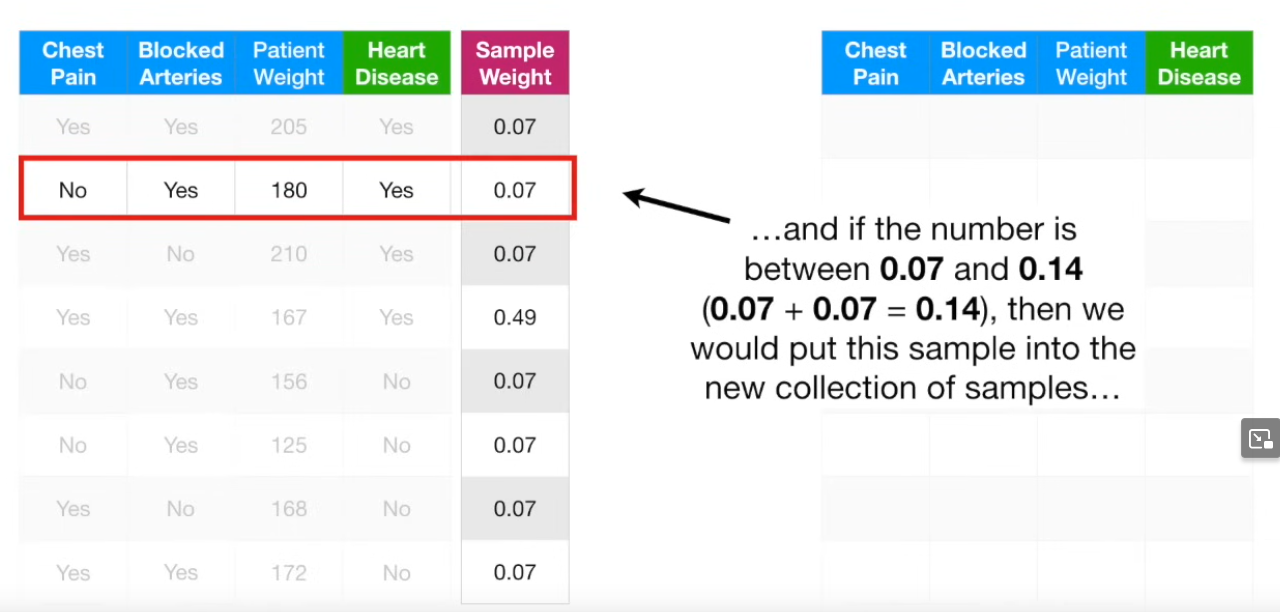 Chest Pain Blocked Arteries Patient Weight Heart Disease Sample Weight
Yes Yes 205 Yes 0.07
No Yes 180 Yes 0.07
Yes No 210 Yes 0.07
Yes Yes 167 Yes 0.49
No Yes 156 No 0.07
No Yes 125 No 0.07
Yes No 168 No 0.07
Yes Yes 172 No 0.07
Chest Pain Blocked Arteries Patient Weight Heart Disease
…and if the number is
between 0.07 and 0.14
(0.07 + 0.07 = 0.14), then we
would put this sample into the
new collection of samples…